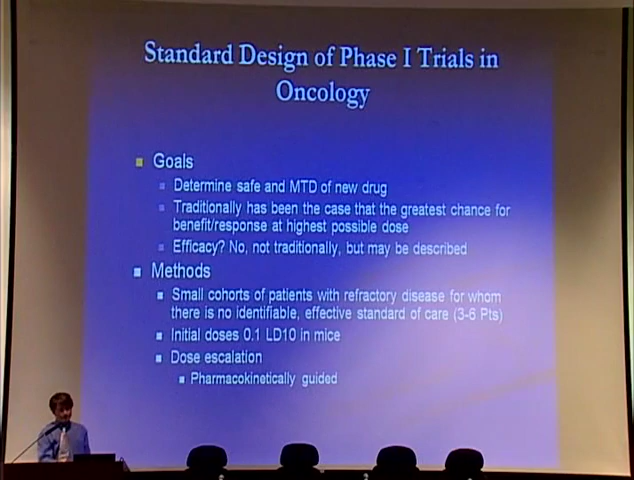 Standard Design of Phase I Trials in
Oncology
Goals
Determine safe and MTD of new drug
Traditionally has been the case that the greatest chance for
benefit/response at highest possible dose
Efficacy? No, not traditionally, but may be described
Methods
Small cohorts of patients with refractory disease for whom
there is no identifiable, effective standard of care (3-6 Pts)
Initial doses 0.1 LD10 in mice
Dose escalation
Pharmacokinetically guided